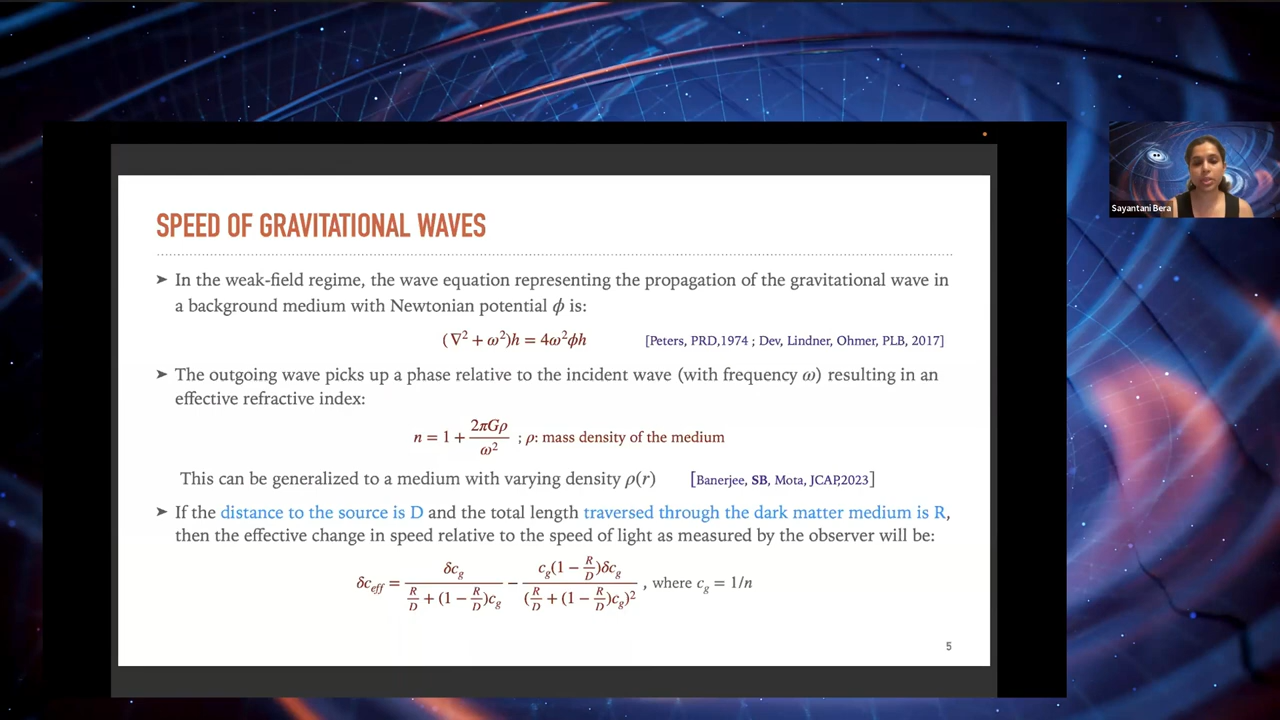 SPEED OF GRAVITATIONAL WAVES
➤ In the weak-field regime, the wave equation representing the propagation of the gravitational wave in
a background medium with Newtonian potential ϕ is:
(∇² + ω²)h = 4ω²ϕh [Peters, PRD,1974 ; Dev, Lindner, Ohmer, PLB, 2017]
➤ The outgoing wave picks up a phase relative to the incident wave (with frequency ω) resulting in an
effective refractive index:
n = 1 + 2πGρ/ω² ; ρ: mass density of the medium
This can be generalized to a medium with varying density ρ(r) [Banerjee, SB, Mota, JCAP,2023]
➤ If the distance to the source is D and the total length traversed through the dark matter medium is R,
then the effective change in speed relative to the speed of light as measured by the observer will be:
δc_eff = δc_g / (R/D + (1 − R/D)c_g) − c_g(1 − R/D)δc_g / (R/D + (1 − R/D)c_g)² , where c_g = 1/n
5
Sayantani Bera